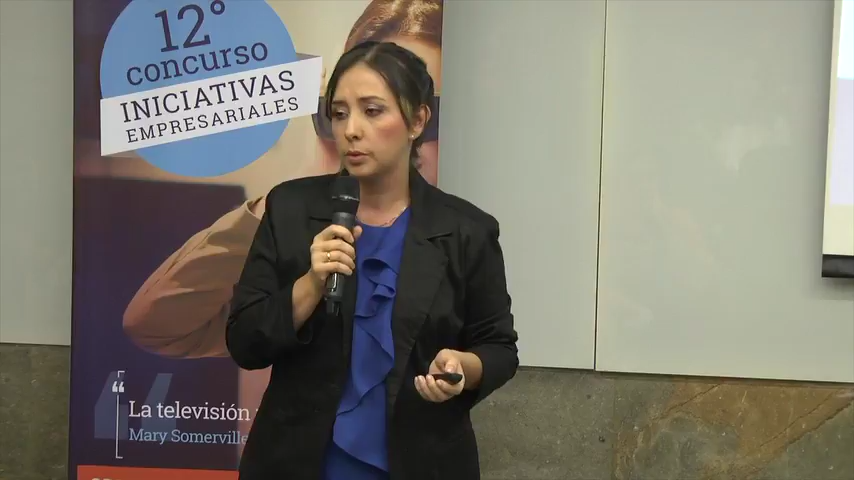 12°
concurso
INICIATIVAS
EMPRESARIALES
“
La televisión
Mary Somerville